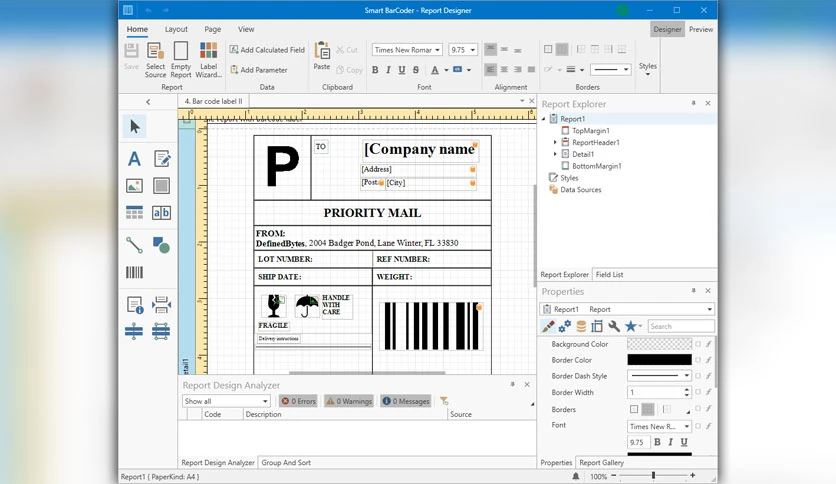 Smart BarCoder - Report Designer
Home Layout Page View Designer Preview
Save Select Source Empty Report Label Wizard...
Add Calculated Field
Add Parameter
Paste Cut Copy
Times New Romar 9.75
B I U S A
Styles
Report Data Clipboard Font Alignment Borders
4. Bar code label II
Report Explorer
Report1
TopMargin1
ReportHeader1
Detail1
BottomMargin1
Styles
Data Sources
Report Explorer Field List
P
TO
[Company name
[Address]
[Post. [City]
PRIORITY MAIL
FROM:
DefinedBytes, 2004 Badger Pond, Lane Winter, FL 33830
LOT NUMBER: REF NUMBER:
SHIP DATE: WEIGHT:
HANDLE
WITH
CARE
FRAGILE
Delivery instructions
Report Design Analyzer
Show all 0 Errors 0 Warnings 0 Messages
Code Description Source
Report Design Analyzer Group And Sort
Properties
Report1 Report
Search
Background Color
Border Color
Border Dash Style
Border Width 1
Borders
Font Times New R...
9.75 B I U
Properties Report Gallery
Report1 { PaperKind: A4 } 100%